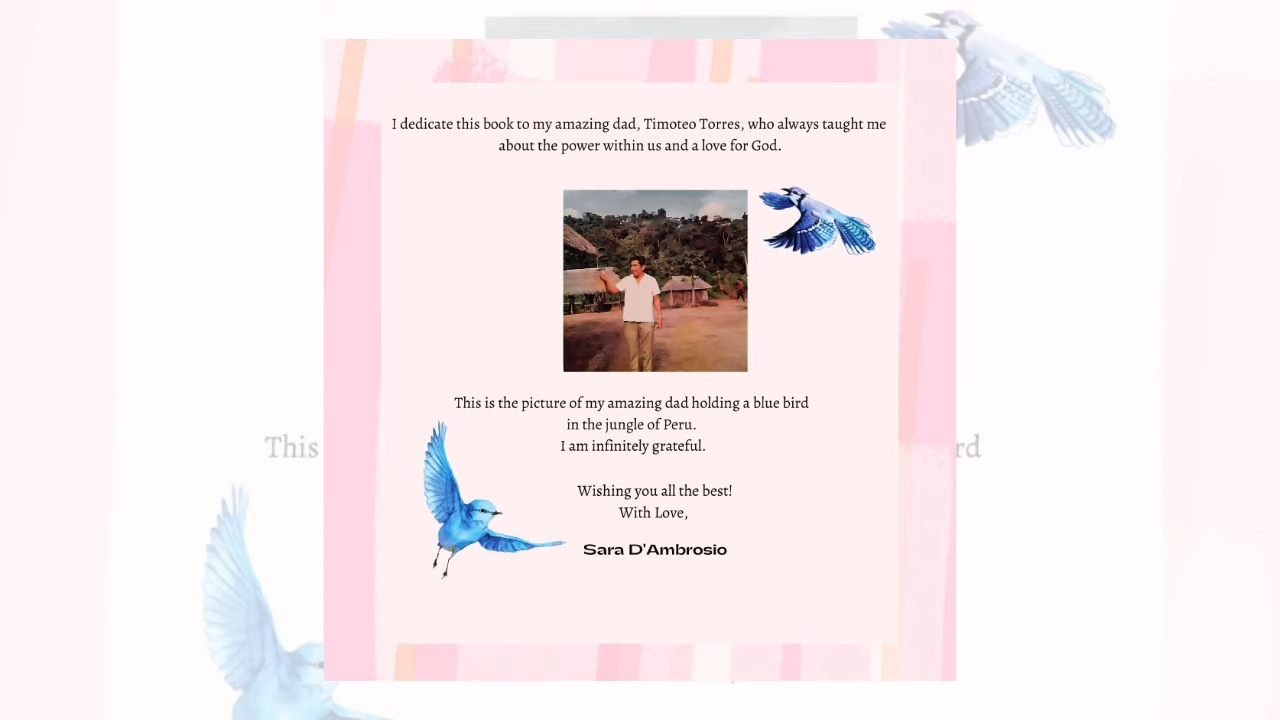 I dedicate this book to my amazing dad, Timoteo Torres, who always taught me
about the power within us and a love for God.
This is the picture of my amazing dad holding a blue bird
in the jungle of Peru.
I am infinitely grateful.
Wishing you all the best!
With Love,
Sara D'Ambrosio
This
rd